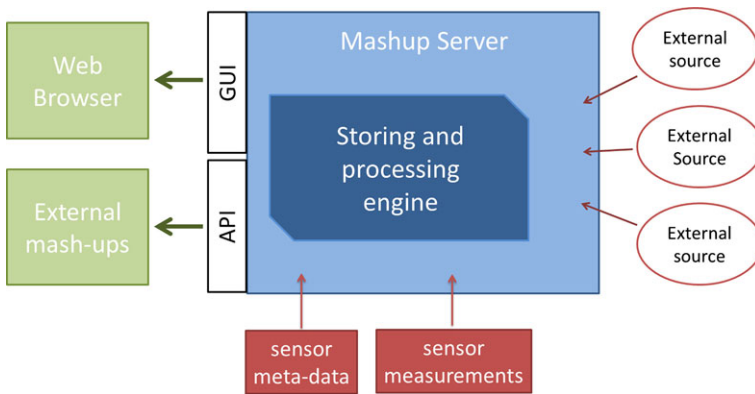 Mashup Server
Web
Browser
GUI
External
source
Storing and
processing
engine
External
Source
External
mash-ups
API
External
source
sensor
meta-data
sensor
measurements